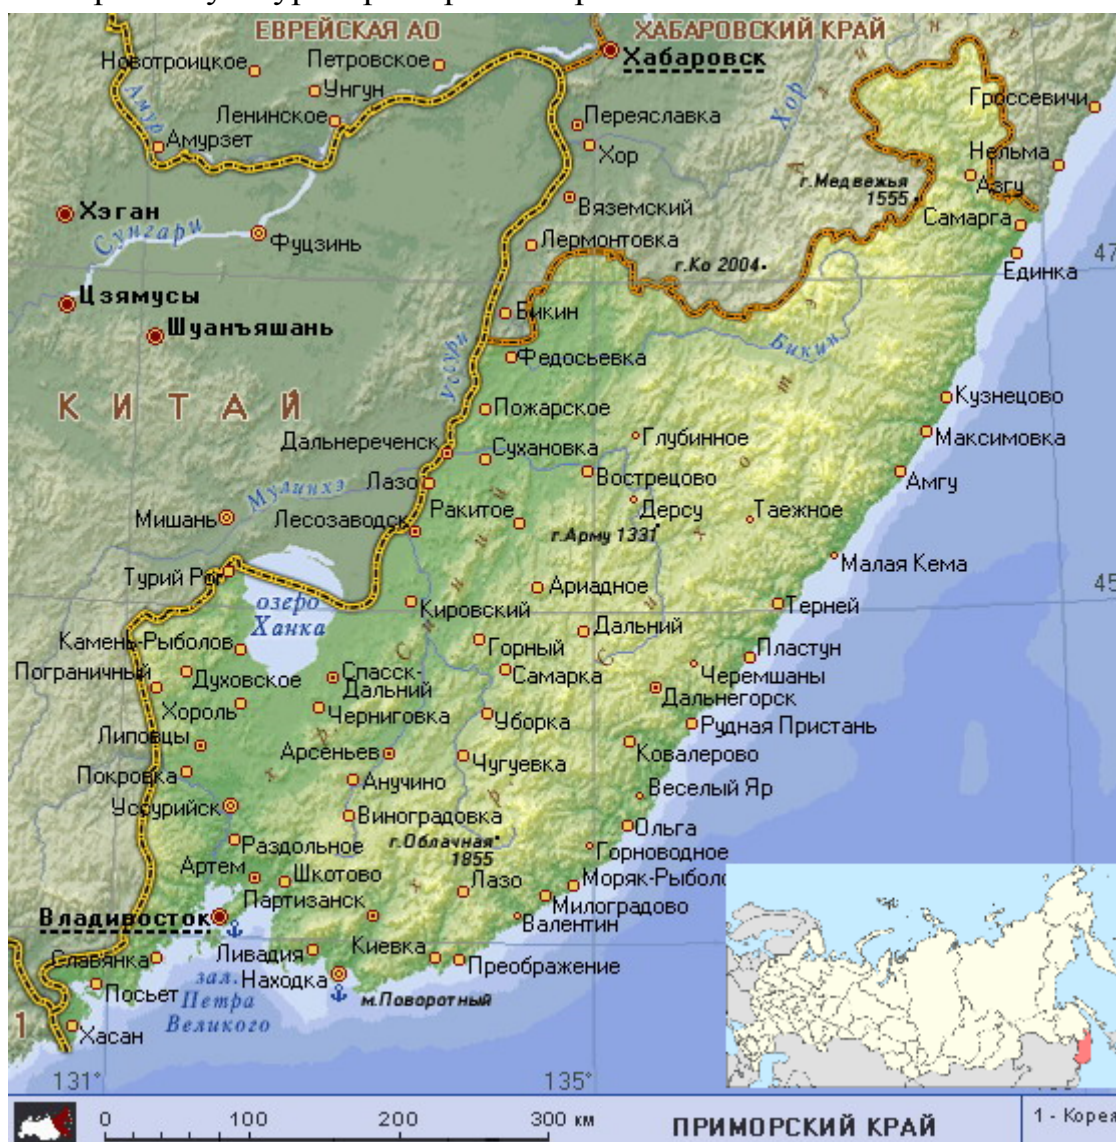 ЕВРЕЙСКАЯ АО
ХАБАРОВСКИЙ КРАЙ
Новотроицкое
Петровское
Хабаровск
Унгун
Амур
Ленинское
Хор
Гроссевичи
Переяславка
Амурзет
Хор
Нельма
г.Медвежья
1555
Азгу
Хэган
Вяземский
Самарга
Сунгари
Фуцзинь
Лермонтовка
г.Ко 2004
Единка
47
Цзямусы
Бикин
Шуанъяшань
Бикин
Уссури
Федосьевка
КИТАЙ
Пожарское
Кузнецово
Дальнереченск
Сухановка
Глубинное
Максимовка
Лазо
Вострецово
Амгу
Мулинхэ
Мишань
Лесозаводск
Ракитое
Дерсу
Таежное
г.Арму 1331
Малая Кема
Турий Рог
Ариадное
45
озеро
Ханка
Кировский
Терней
Камень-Рыболов
Горный
Дальний
Пластун
Пограничный
Духовское
Спасск-
Дальний
Самарка
Черемшаны
Дальнегорск
Хороль
Черниговка
Уборка
Рудная Пристань
Липовцы
Арсеньев
Чугуевка
Ковалерово
Покровка
Анучино
Веселый Яр
Уссурийск
Виноградовка
Ольга
Раздольное
г.Облачная
1855
Горноводное
Артем
Шкотово
Лазо
Моряк-Рыболо
Партизанск
Милоградово
Владивосток
Валентин
Ливадия
Киевка
Славянка
Преображение
зал.
Петра
Великого
Находка
Посьет
м.Поворотный
1
Хасан
131°
135°
0
100
200
300 км
ПРИМОРСКИЙ КРАЙ
1 - Корея